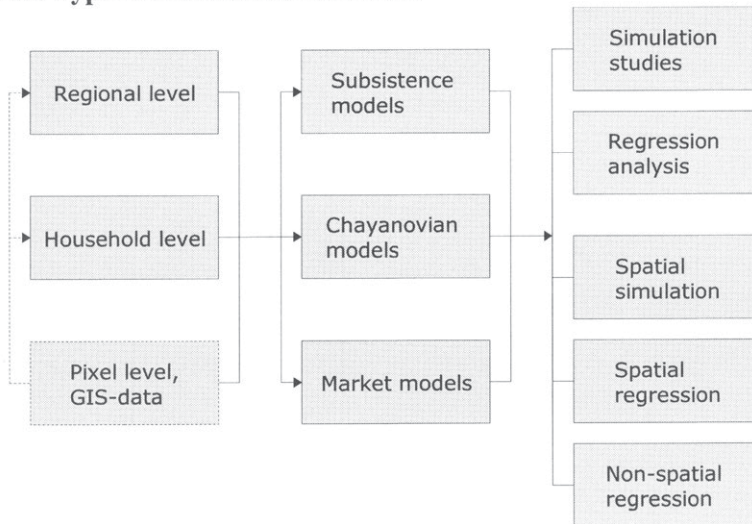 Regional level
Household level
Pixel level,
GIS-data
Subsistence
models
Chayanovian
models
Market models
Simulation
studies
Regression
analysis
Spatial
simulation
Spatial
regression
Non-spatial
regression